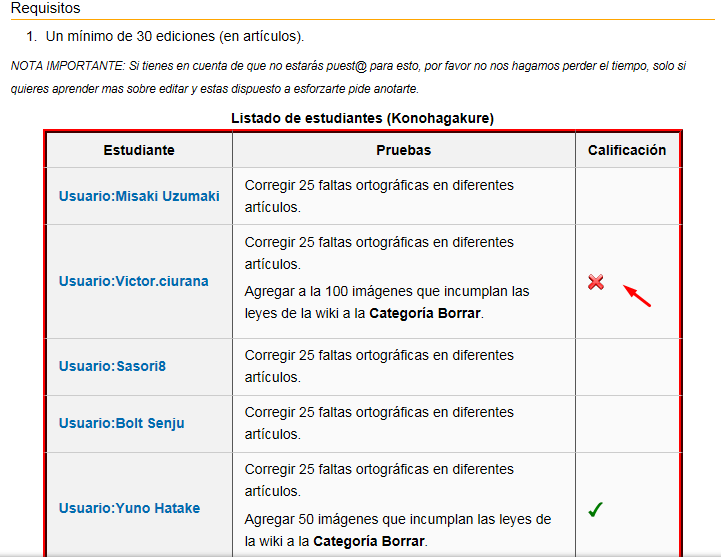 Requisitos
1. Un mínimo de 30 ediciones (en artículos).
NOTA IMPORTANTE: Si tienes en cuenta de que no estarás puest@ para esto, por favor no nos hagamos perder el tiempo, solo si
quieres aprender mas sobre editar y estas dispuesto a esforzarte pide anotarte.
Listado de estudiantes (Konohagakure)
Estudiante Pruebas Calificación
Usuario:Misaki Uzumaki
Corregir 25 faltas ortográficas en diferentes
artículos.
Usuario:Victor.ciurana
Corregir 25 faltas ortográficas en diferentes
artículos.
Agregar a la 100 imágenes que incumplan las
leyes de la wiki a la Categoría Borrar.
Usuario:Sasori8
Corregir 25 faltas ortográficas en diferentes
artículos.
Usuario:Bolt Senju
Corregir 25 faltas ortográficas en diferentes
artículos.
Usuario:Yuno Hatake
Corregir 25 faltas ortográficas en diferentes
artículos.
Agregar 50 imágenes que incumplan las leyes de
la wiki a la Categoría Borrar.